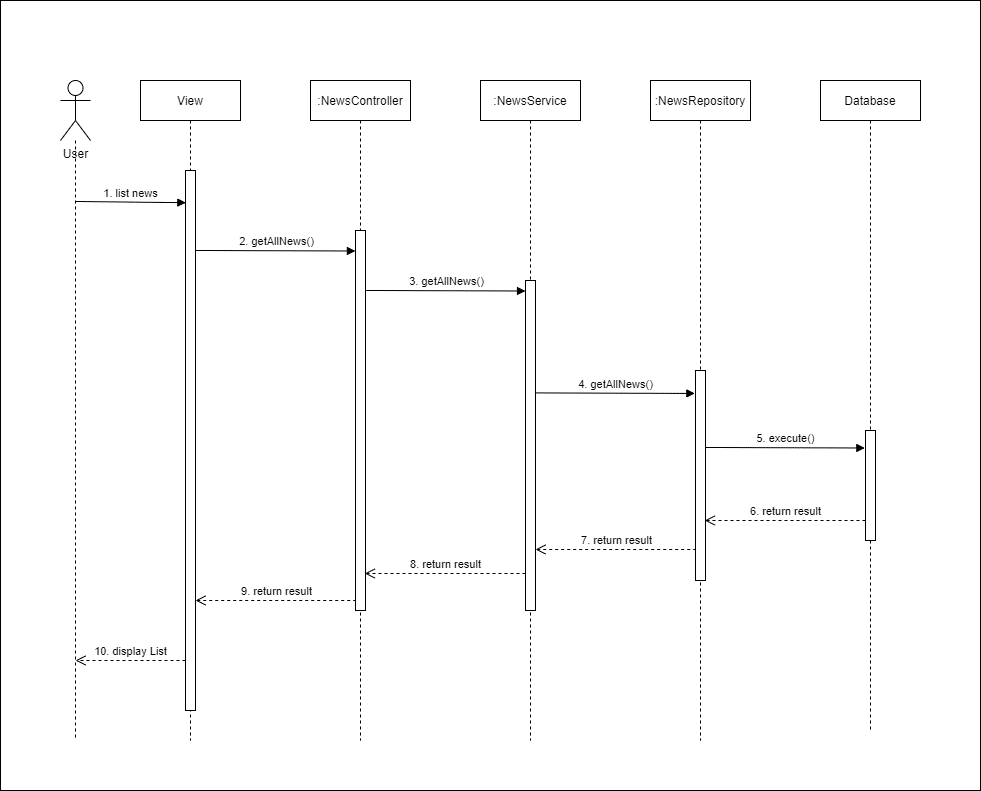 View
:NewsController
:NewsService
:NewsRepository
Database
User
1. list news
2. getAllNews()
3. getAllNews()
4. getAllNews()
5. execute()
6. return result
7. return result
8. return result
9. return result
10. display List